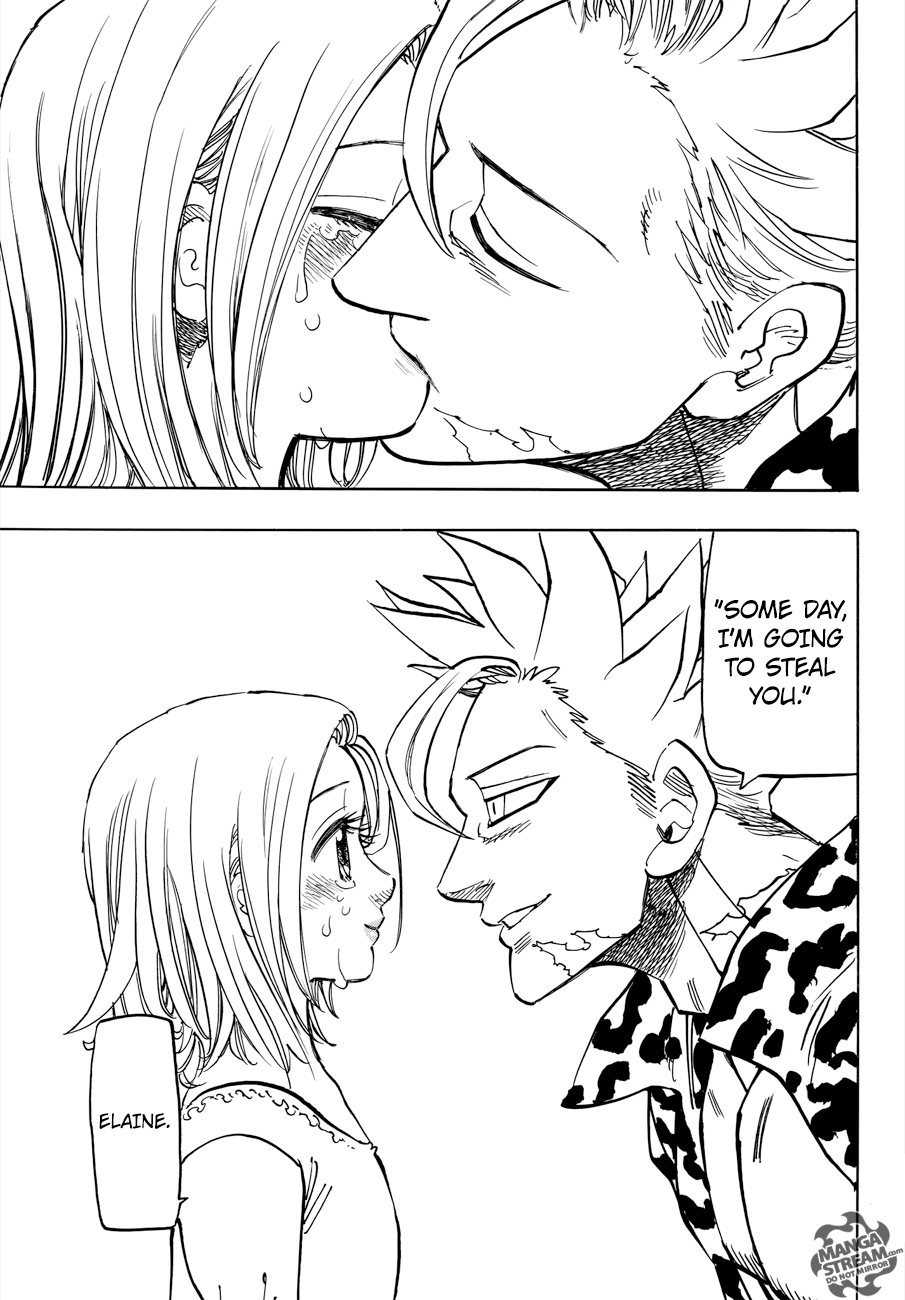 "SOME DAY,
I'M GOING
TO STEAL
YOU."
ELAINE.
MANGA
STREAM.com
DO NOT MIRROR